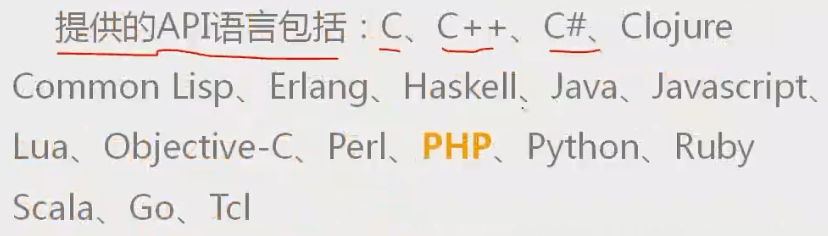 提供的API语言包括：C、C++、C#、Clojure
Common Lisp、Erlang、Haskell、Java、Javascript、
Lua、Objective-C、Perl、PHP、Python、Ruby
Scala、Go、Tcl